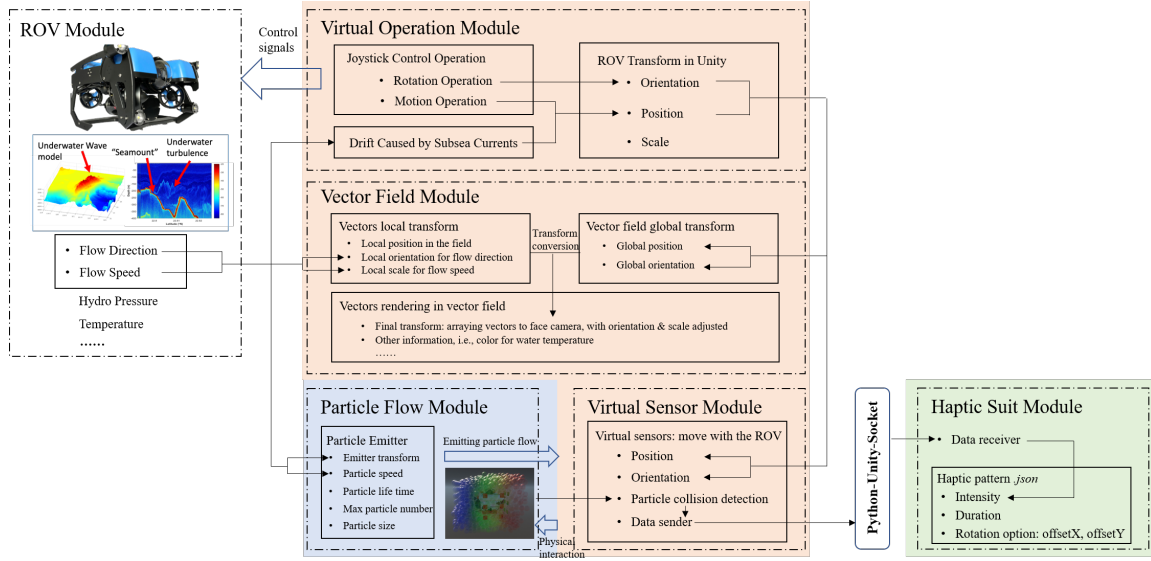 ROV Module
Underwater Wave
model
“Seamount”
Underwater
turbulence
• Flow Direction
• Flow Speed
Hydro Pressure
Temperature
……
Control
signals
Virtual Operation Module
Joystick Control Operation
• Rotation Operation
• Motion Operation
Drift Caused by Subsea Currents
ROV Transform in Unity
• Orientation
• Position
• Scale
Vector Field Module
Vectors local transform
• Local position in the field
• Local orientation for flow direction
• Local scale for flow speed
Transform
conversion
Vector field global transform
• Global position
• Global orientation
Vectors rendering in vector field
• Final transform: arraying vectors to face camera, with orientation & scale adjusted
• Other information, i.e., color for water temperature
……
Particle Flow Module
Particle Emitter
• Emitter transform
• Particle speed
• Particle life time
• Max particle number
• Particle size
Emitting particle flow
Physical
interaction
Virtual Sensor Module
Virtual sensors: move with the ROV
• Position
• Orientation
• Particle collision detection
• Data sender
Python-Unity-Socket
Haptic Suit Module
• Data receiver
Haptic pattern .json
• Intensity
• Duration
• Rotation option: offsetX, offsetY